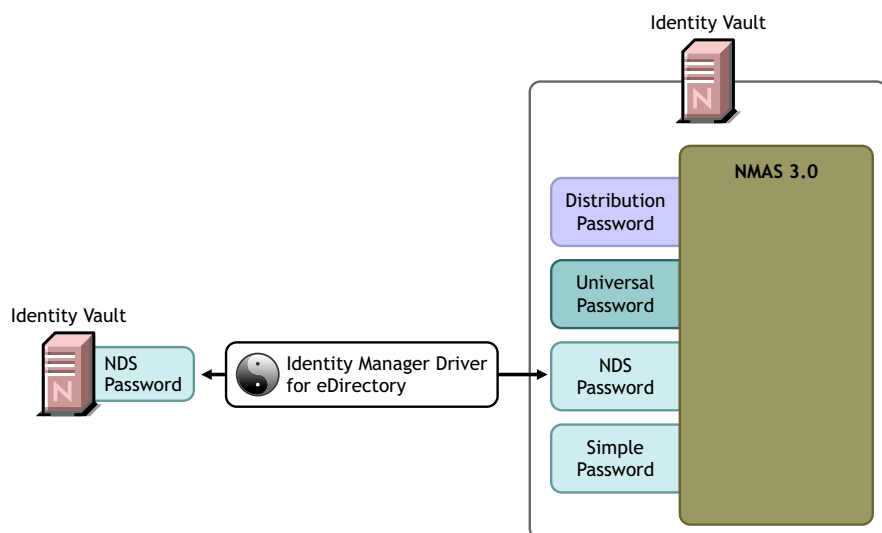 Identity Vault
NMAS 3.0
Distribution
Password
Universal
Password
Identity Vault
NDS
Password
Identity Manager Driver
for eDirectory
NDS
Password
Simple
Password
N
N